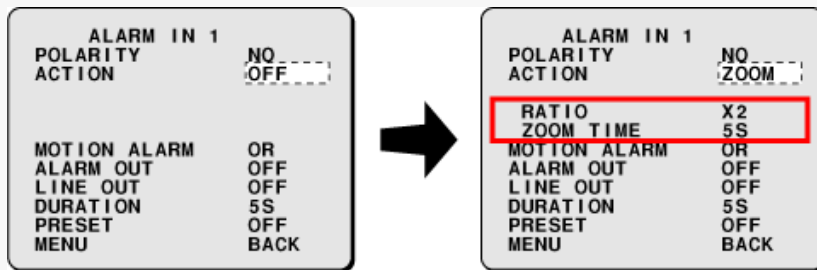 ALARM IN 1
POLARITY NO
ACTION OFF
MOTION ALARM OR
ALARM OUT OFF
LINE OUT OFF
DURATION 5S
PRESET OFF
MENU BACK
ALARM IN 1
POLARITY NO
ACTION ZOOM
RATIO X2
ZOOM TIME 5S
MOTION ALARM OR
ALARM OUT OFF
LINE OUT OFF
DURATION 5S
PRESET OFF
MENU BACK